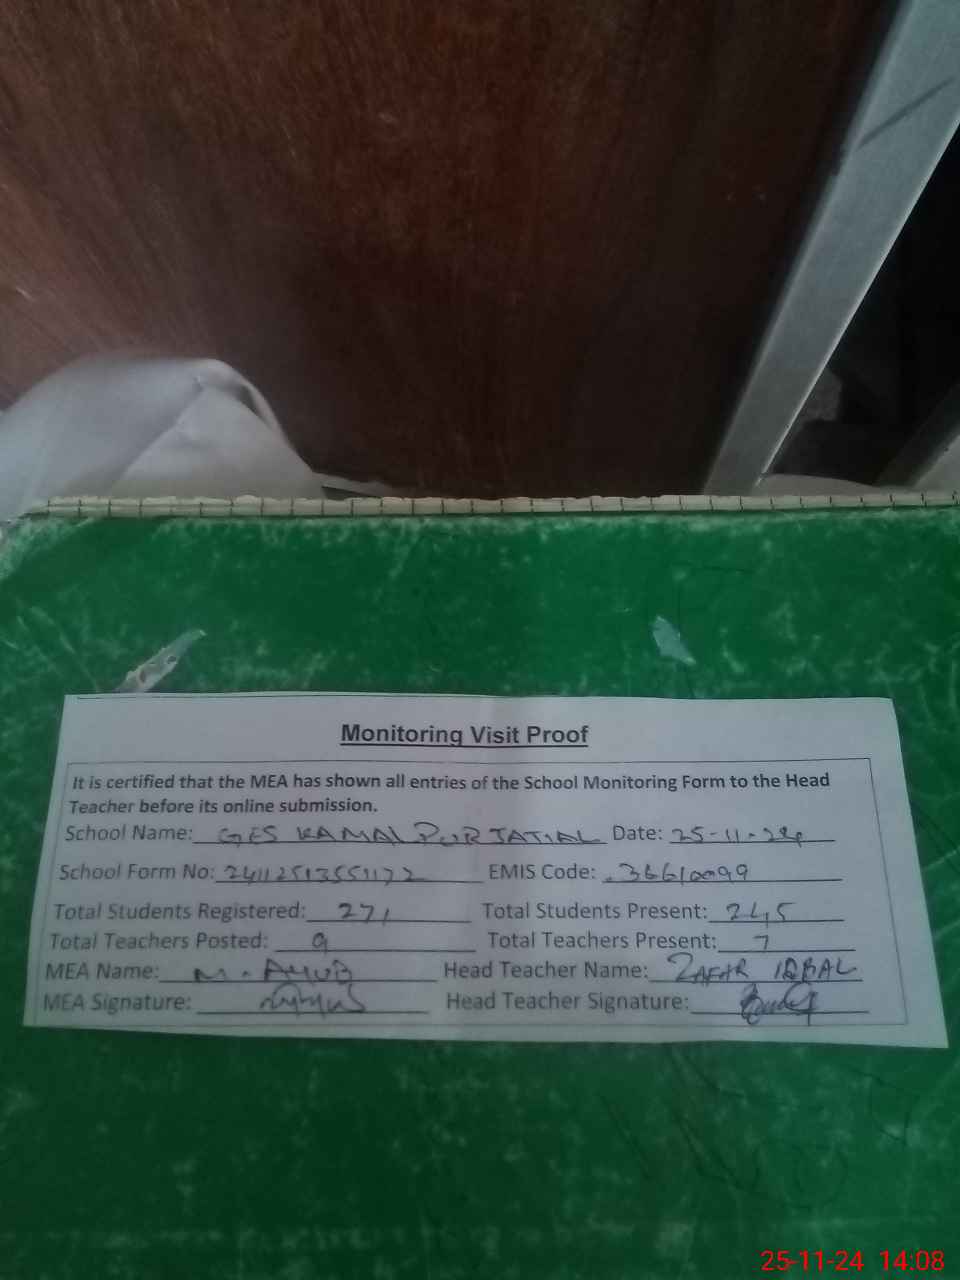 Monitoring Visit Proof
It is certified that the MEA has shown all entries of the School Monitoring Form to the Head
Teacher before its online submission.
School Name: GES KAMAL PUR JATIAL Date: 25-11-24
School Form No: 24112513551172 EMIS Code: 36610099
Total Students Registered: 271 Total Students Present: 245
Total Teachers Posted: 9 Total Teachers Present: 7
MEA Name: M. AYUB Head Teacher Name: ZAFAR IQBAL
MEA Signature: Head Teacher Signature:
25-11-24 14:08